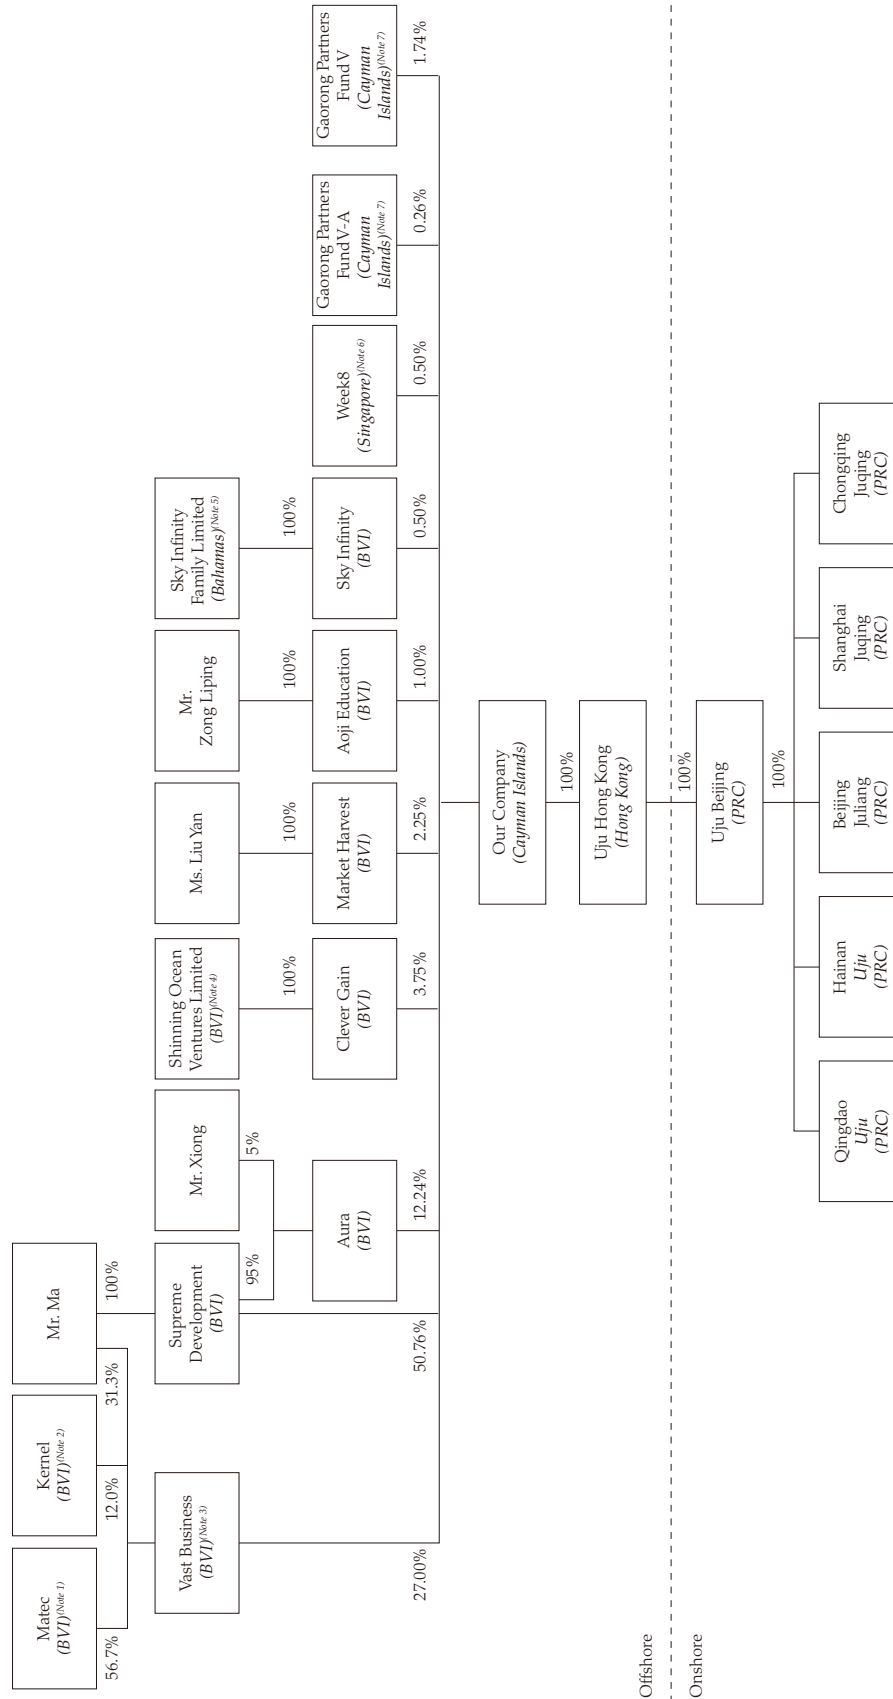 Matec
(BVI)(Note 1)
Kernel
(BVI)(Note 2)
Mr. Ma
56.7%
12.0%
31.3%
100%
Vast Business
(BVI)(Note 3)
Supreme
Development
(BVI)
Mr. Xiong
Shinning Ocean
Ventures Limited
(BVI)(Note 4)
Ms. Liu Yan
Mr.
Zong Liping
Sky Infinity
Family Limited
(Bahamas)(Note 5)
95%
5%
100%
100%
100%
100%
Aura
(BVI)
Clever Gain
(BVI)
Market Harvest
(BVI)
Aoji Education
(BVI)
Sky Infinity
(BVI)
Week8
(Singapore)(Note 6)
Gaorong Partners
Fund V-A
(Cayman
Islands)(Note 7)
Gaorong Partners
Fund V
(Cayman
Islands)(Note 7)
27.00%
50.76%
12.24%
3.75%
2.25%
1.00%
0.50%
0.50%
0.26%
1.74%
Our Company
(Cayman Islands)
100%
Uju Hong Kong
(Hong Kong)
Offshore
100%
Onshore
Uju Beijing
(PRC)
100%
Qingdao
Uju
(PRC)
Hainan
Uju
(PRC)
Beijing
Juliang
(PRC)
Shanghai
Juqing
(PRC)
Chongqing
Juqing
(PRC)